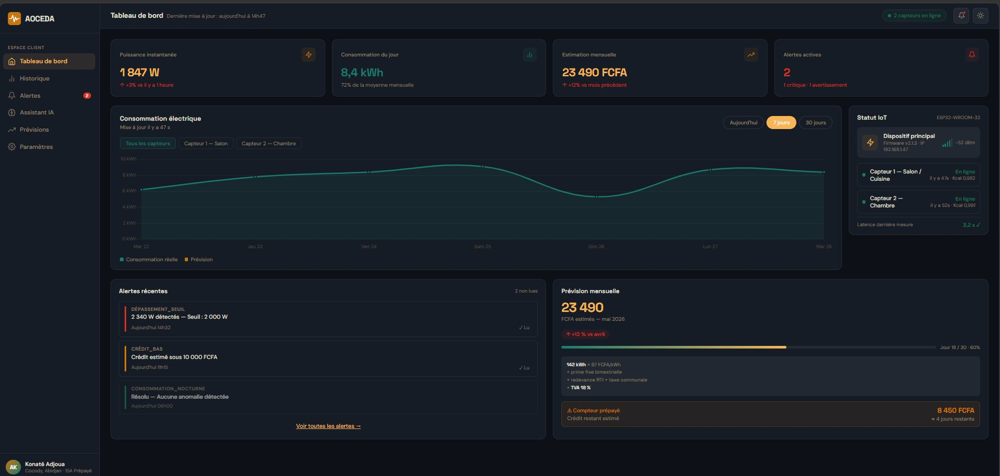 AOCEDA
ESPACE CLIENT
Tableau de bord
Historique
Alertes
2
Assistant IA
Prévisions
Paramètres
AK
Konaté Adjoua
Cocody, Abidjan · 15A Prépayé
Tableau de bord
Dernière mise à jour : aujourd'hui à 14h47
2 capteurs en ligne
Puissance instantanée
1 847 W
↑ +3% vs il y a 1 heure
Consommation du jour
8,4 kWh
72% de la moyenne mensuelle
Estimation mensuelle
23 490 FCFA
↑ +12% vs mois précédent
Alertes actives
2
1 critique · 1 avertissement
Consommation électrique
Mise à jour il y a 47 s
Aujourd'hui
7 jours
30 jours
Tous les capteurs
Capteur 1 — Salon
Capteur 2 — Chambre
10 kWh
8 kWh
6 kWh
4 kWh
2 kWh
0 kWh
Mar 22
Jeu 23
Ven 24
Sam 25
Dim 26
Lun 27
Mar 28
Consommation réelle
Prévision
Statut IoT
ESP32-WROOM-32
Dispositif principal
Firmware v2.1.3 · IP
192.168.1.47
-52 dBm
Capteur 1 — Salon /
Cuisine
En ligne
il y a 47s · Kcal 0,982
Capteur 2 —
Chambre
En ligne
il y a 52s · Kcal 0,991
Latence dernière mesure
3,2 s ✓
Alertes récentes
2 non lues
DÉPASSEMENT_SEUIL
2 340 W détectés — Seuil : 2 000 W
Aujourd'hui 14h32
✓ Lu
CRÉDIT_BAS
Crédit estimé sous 10 000 FCFA
Aujourd'hui 11h15
✓ Lu
CONSOMMATION_NOCTURNE
Résolu — Aucune anomalie détectée
Aujourd'hui 06h00
Voir toutes les alertes →
Prévision mensuelle
23 490
FCFA estimés — mai 2026
↑ +12 % vs avril
Jour 18 / 30 · 60%
142 kWh × 87 FCFA/kWh
+ prime fixe bimestrielle
+ redevance RTI + taxe communale
+ TVA 18 %
⚠ Compteur prépayé
Crédit restant estimé
8 450 FCFA
≈ 4 jours restants